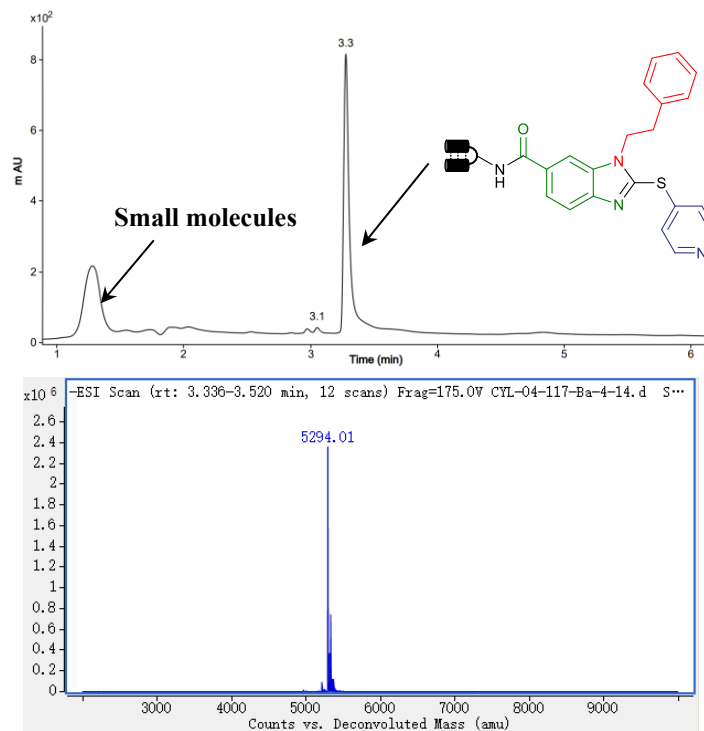 x10²
8
6
4
2
0
m AU
3.3
3.1
Small molecules
O
N
H
N
N
S
N
1
2
3
4
5
6
Time (min)
x10 6
-ESI Scan (rt: 3.336-3.520 min, 12 scans) Frag=175.0V CYL-04-117-Ba-4-14.d S···
2.6
2.4
2.2
2
1.8
1.6
1.4
1.2
1
0.8
0.6
0.4
0.2
0
5294.01
3000
4000
5000
6000
7000
8000
9000
Counts vs. Deconvoluted Mass (amu)